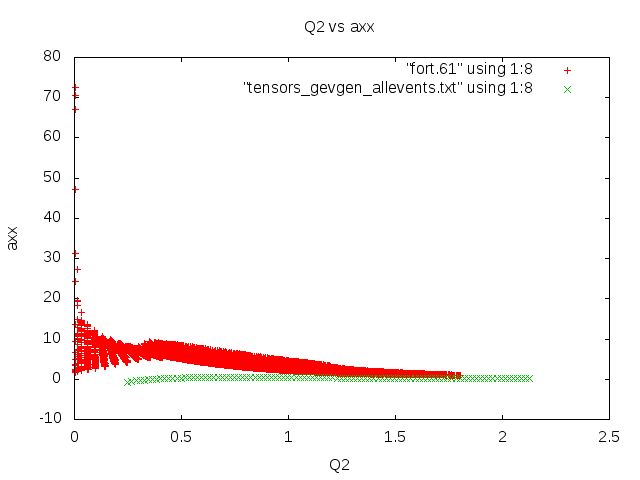 Q2 vs axx
"fort.61" using 1:8
"tensors_gevgen_allevents.txt" using 1:8
80
70
60
50
40
30
20
10
0
-10
axx
0 0.5 1 1.5 2 2.5
Q2